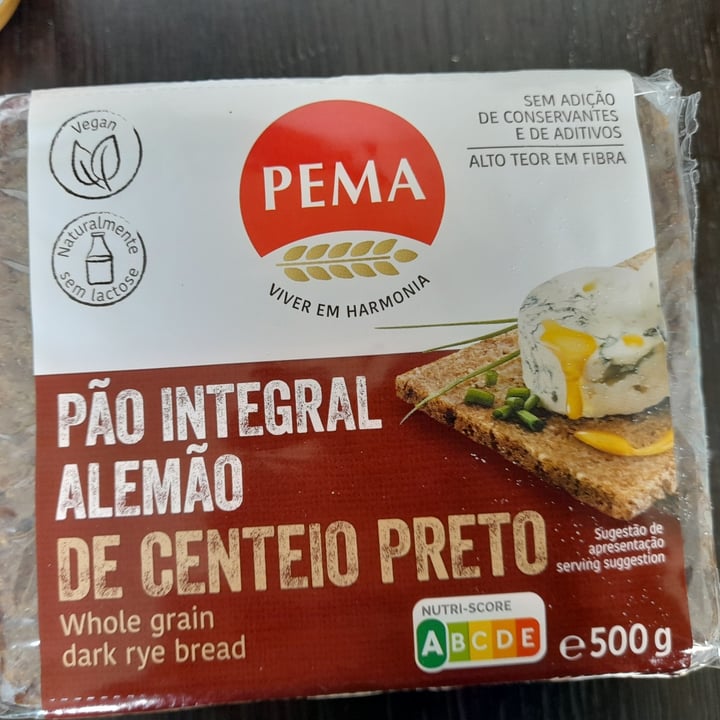 Vegan
Naturalmente
sem lactose
PEMA
VIVER EM HARMONIA
SEM ADIÇÃO
DE CONSERVANTES
E DE ADITIVOS
ALTO TEOR EM FIBRA
PÃO INTEGRAL
ALEMÃO
DE CENTEIO PRETO
Whole grain
dark rye bread
Sugestão de
apresentação
serving suggestion
NUTRI-SCORE
A B C D E
e 500 g